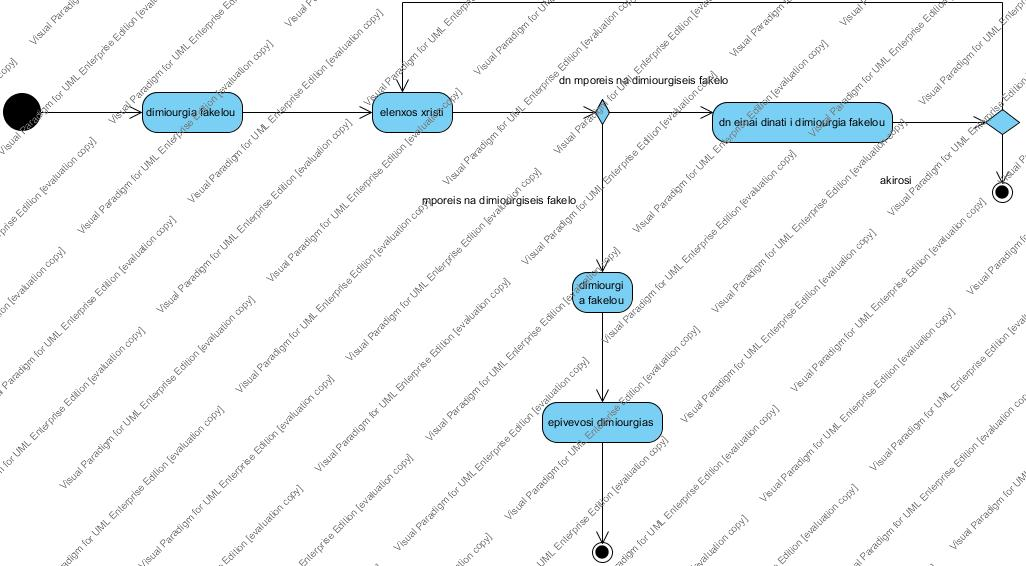 dn mporeis na dimiourgiseis fakelo
dimiourgia fakelou
elenxos xristi
dn einai dinati i dimiourgia fakelou
akirosi
mporeis na dimiourgiseis fakelo
dimiourgi
a fakelou
epivevosi dimiourgias
Visual Paradigm for UML Enterprise Edition [evaluation copy]